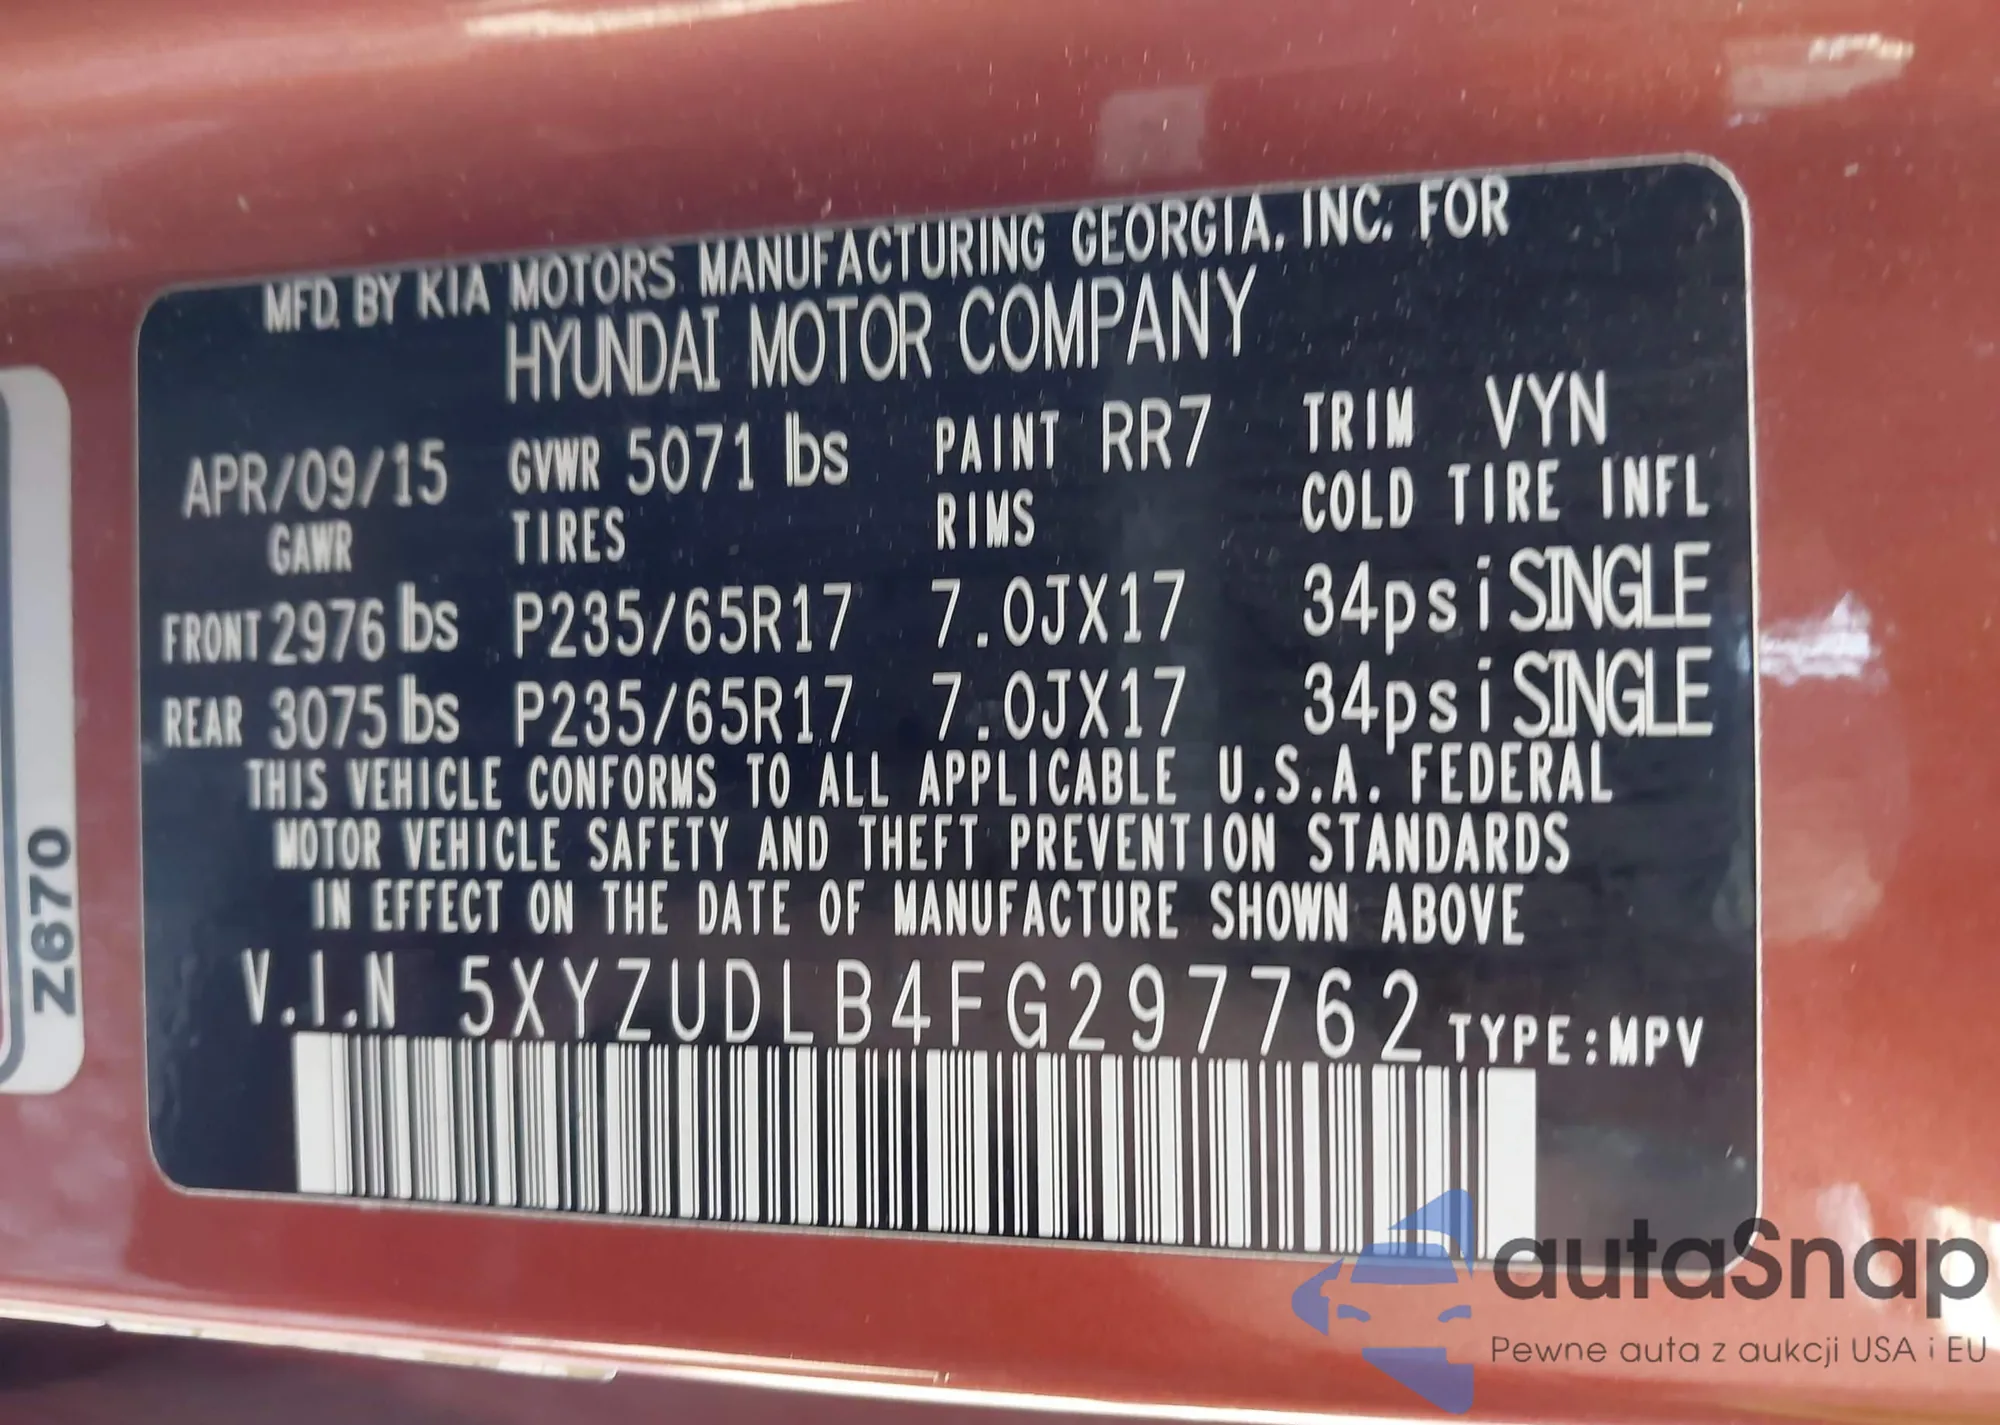 MFD. BY KIA MOTORS MANUFACTURING GEORGIA, INC. FOR
HYUNDAI MOTOR COMPANY
APR/09/15 GVWR 5071 lbs PAINT RR7 TRIM VYN
GAWR TIRES RIMS COLD TIRE INFL
FRONT 2976 lbs P235/65R17 7.0JX17 34psi SINGLE
REAR 3075 lbs P235/65R17 7.0JX17 34psi SINGLE
THIS VEHICLE CONFORMS TO ALL APPLICABLE U.S.A. FEDERAL
MOTOR VEHICLE SAFETY AND THEFT PREVENTION STANDARDS
IN EFFECT ON THE DATE OF MANUFACTURE SHOWN ABOVE
V.I.N 5XYZUDLB4FG297762 TYPE:MPV
Z670
autaSnap
Pewne auta z aukcji USA i EU